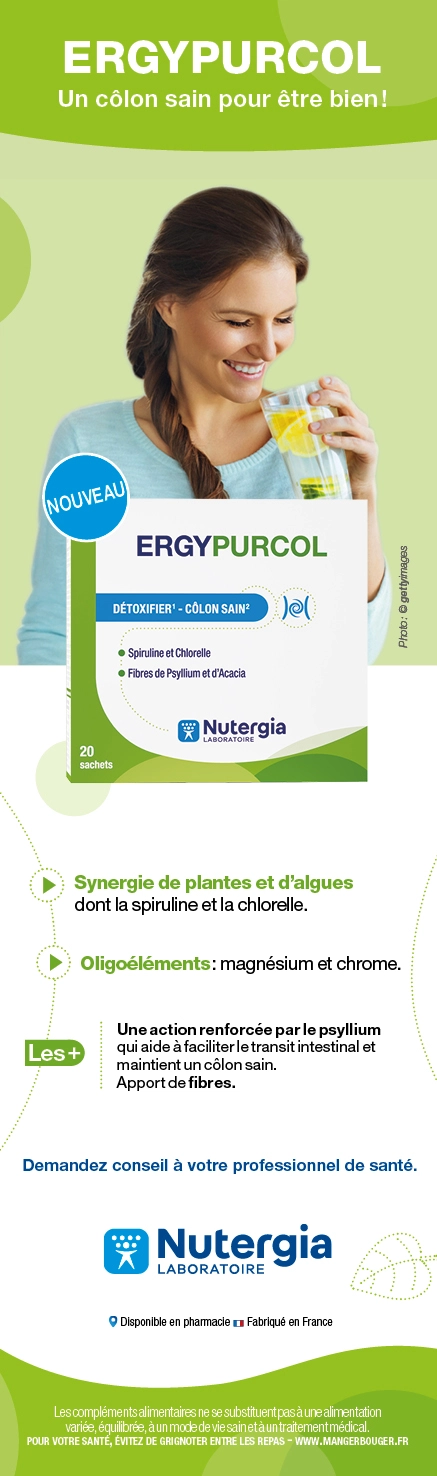 ERGYPURCOL
Un côlon sain pour être bien !
NOUVEAU
ERGYPURCOL
DÉTOXIFIER¹ - CÔLON SAIN²
Spiruline et Chlorelle
Fibres de Psyllium et d'Acacia
Nutergia
LABORATOIRE
20
sachets
Photo : © gettyimages
Synergie de plantes et d'algues
dont la spiruline et la chlorelle.
Oligoéléments : magnésium et chrome.
Les +
Une action renforcée par le psyllium
qui aide à faciliter le transit intestinal et
maintient un côlon sain.
Apport de fibres.
Demandez conseil à votre professionnel de santé.
Nutergia
LABORATOIRE
Disponible en pharmacie Fabriqué en France
Les compléments alimentaires ne se substituent pas à une alimentation
variée, équilibrée, à un mode de vie sain et à un traitement médical.
POUR VOTRE SANTÉ, ÉVITEZ DE GRIGNOTER ENTRE LES REPAS – WWW.MANGERBOUGER.FR